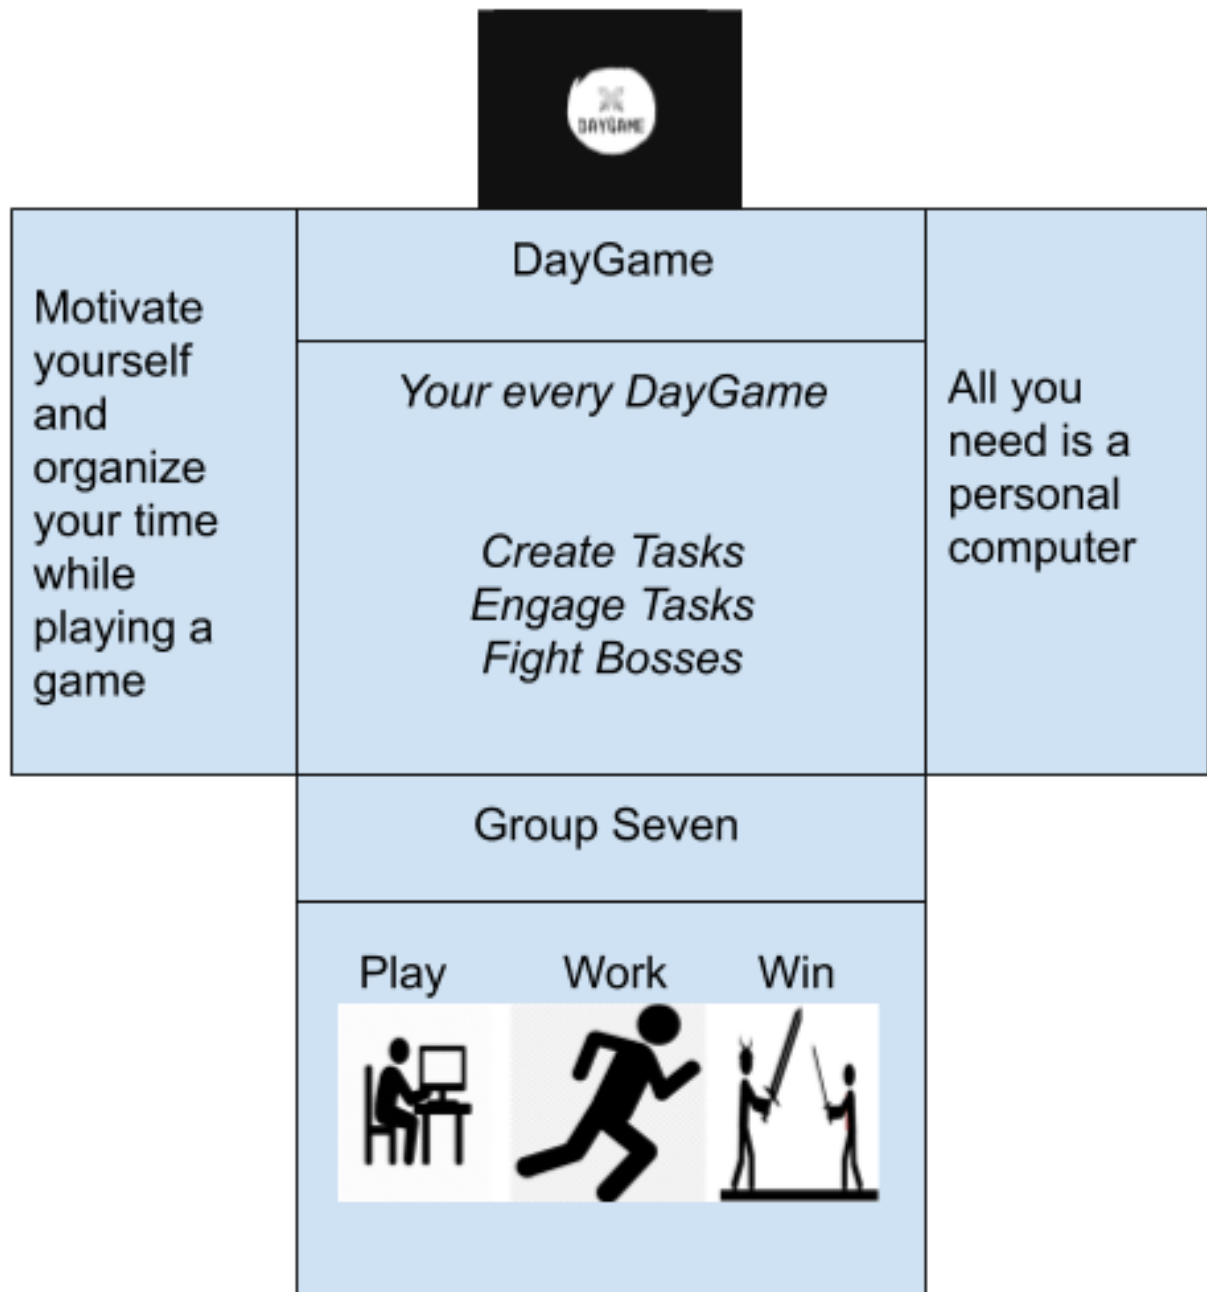 DAYGAME
DayGame
Motivate
yourself
and
organize
your time
while
playing a
game
Your every DayGame
Create Tasks
Engage Tasks
Fight Bosses
All you
need is a
personal
computer
Group Seven
Play Work Win